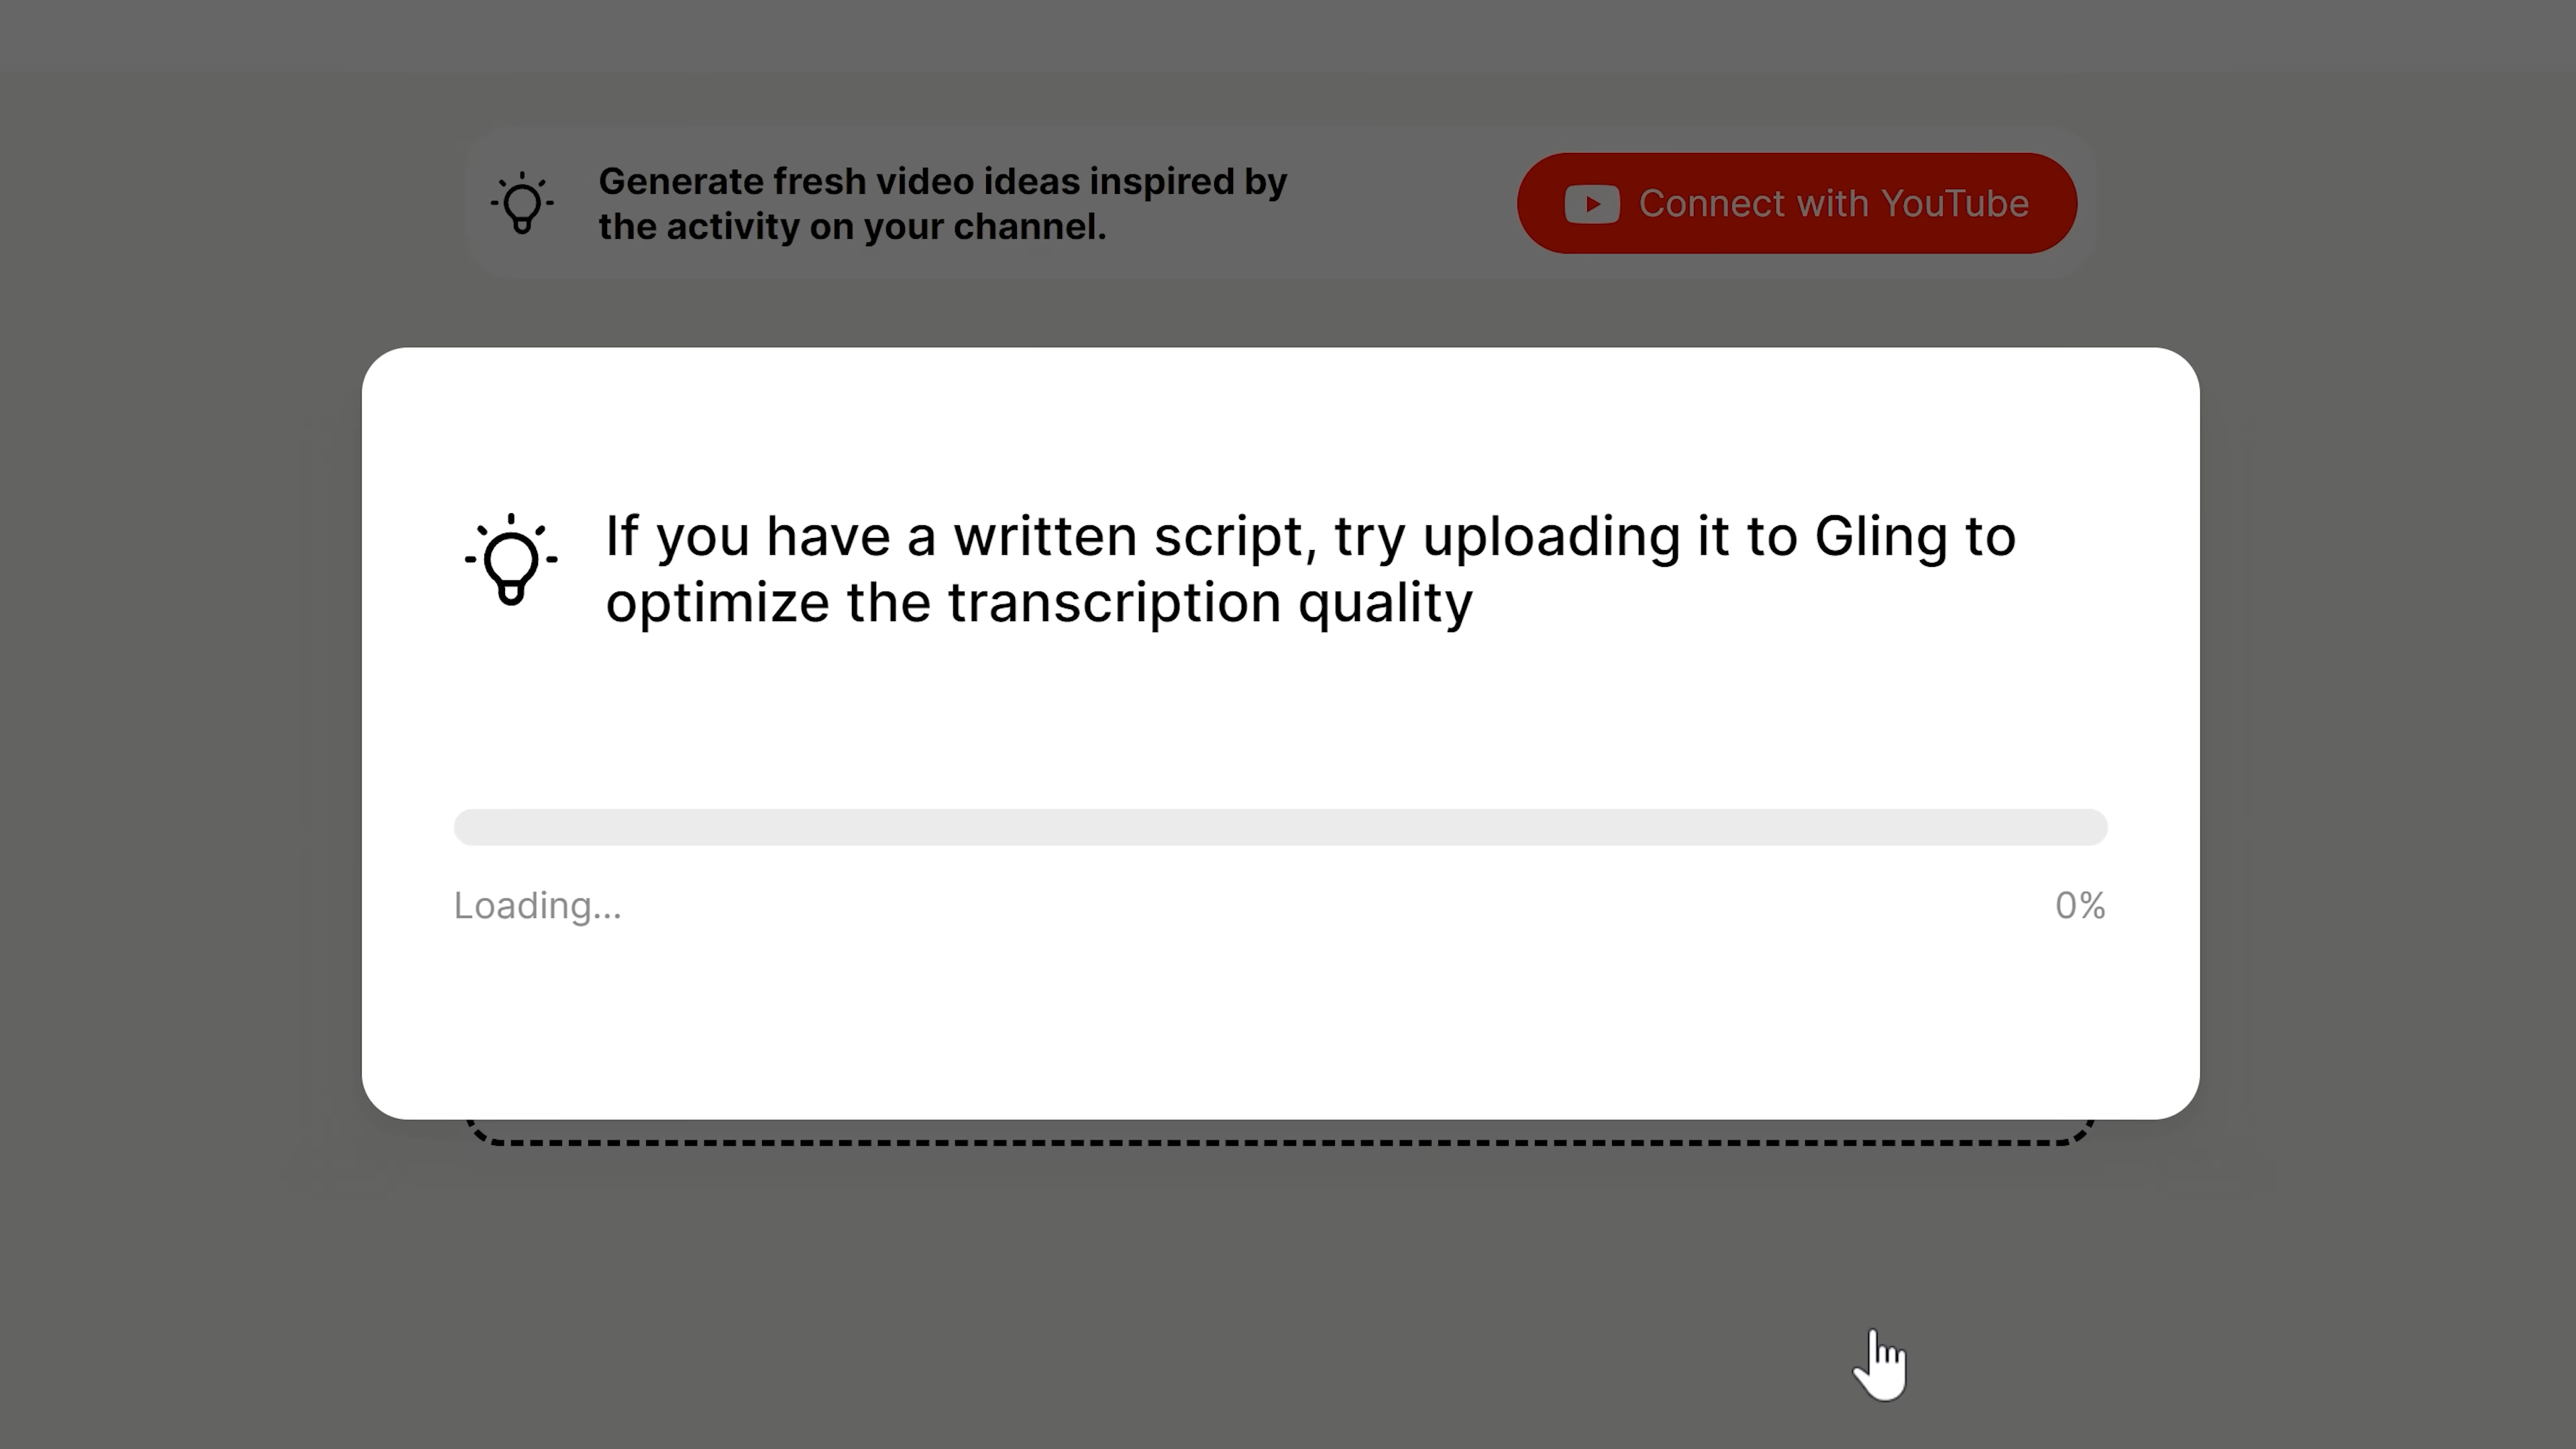 Generate fresh video ideas inspired by
the activity on your channel.
Connect with YouTube
If you have a written script, try uploading it to Gling to
optimize the transcription quality
Loading...
0%